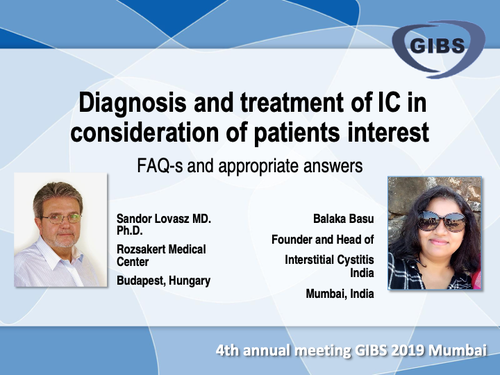 GIBS
Diagnosis and treatment of IC in
consideration of patients interest
FAQ-s and appropriate answers
Sandor Lovasz MD.
Ph.D.
Rozsakert Medical
Center
Budapest, Hungary
Balaka Basu
Founder and Head of
Interstitial Cystitis
India
Mumbai, India
4th annual meeting GIBS 2019 Mumbai